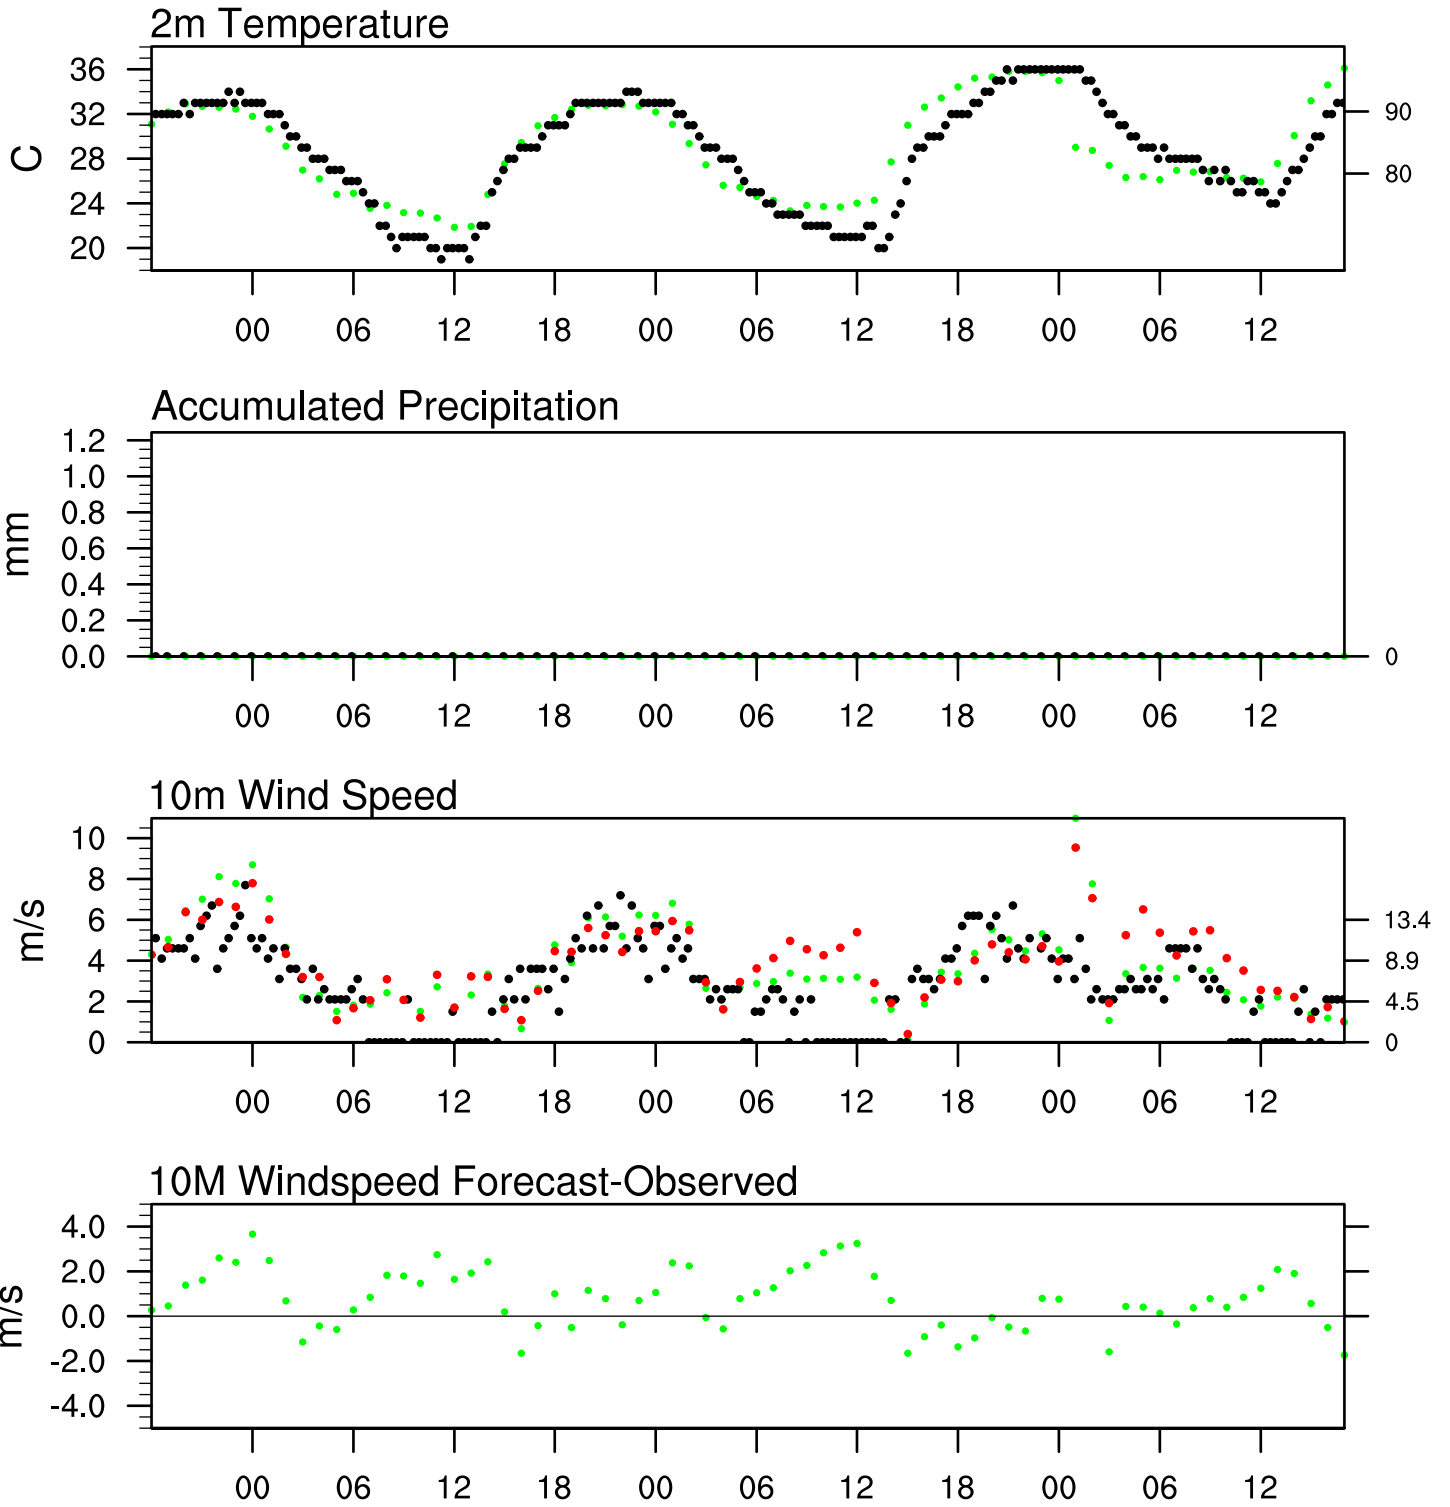 2m Temperature
36
32
28
24
20
C
90
80
00 06 12 18 00 06 12 18 00 06 12
Accumulated Precipitation
1.2
1.0
0.8
0.6
0.4
0.2
0.0
mm
0
00 06 12 18 00 06 12 18 00 06 12
10m Wind Speed
10
8
6
4
2
0
m/s
13.4
8.9
4.5
0
00 06 12 18 00 06 12 18 00 06 12
10M Windspeed Forecast-Observed
4.0
2.0
0.0
-2.0
-4.0
m/s
00 06 12 18 00 06 12 18 00 06 12